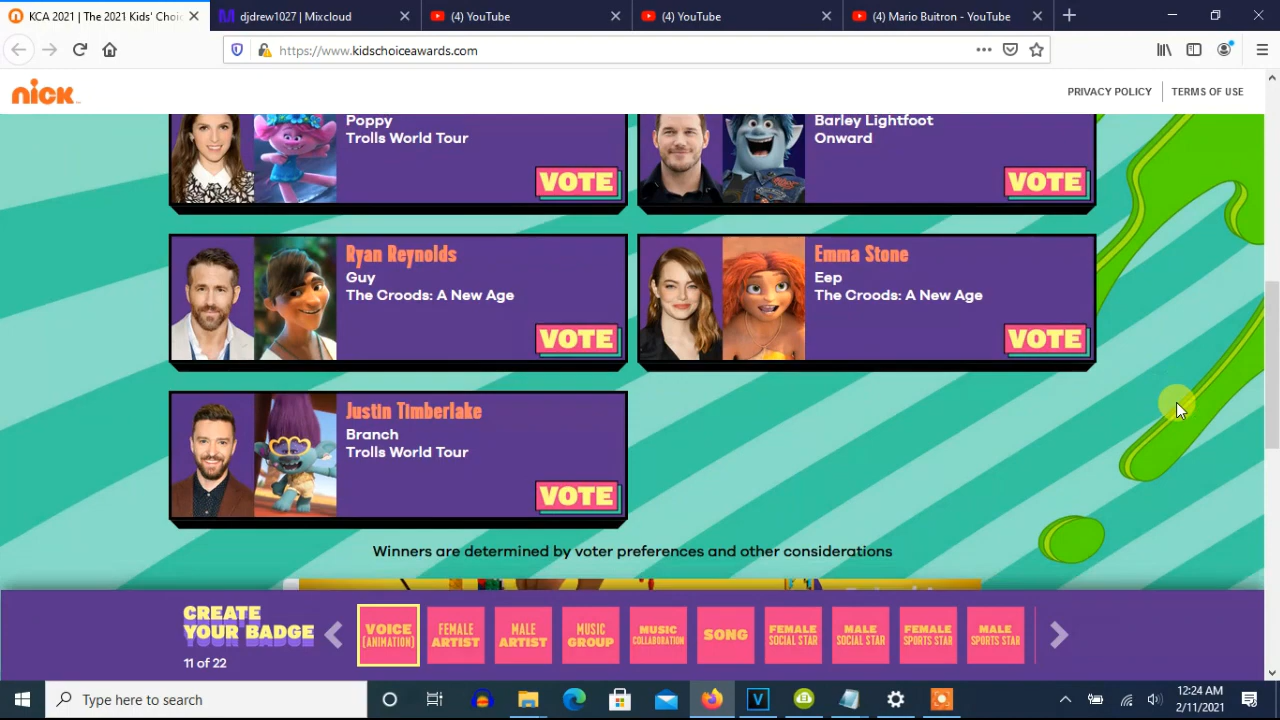 KCA 2021 | The 2021 Kids' Choic
djdrew1027 | Mixcloud
(4) YouTube
(4) YouTube
(4) Mario Buitron - YouTube
https://www.kidschoiceawards.com
nick
PRIVACY POLICY
TERMS OF USE
Poppy
Trolls World Tour
VOTE
Barley Lightfoot
Onward
VOTE
Ryan Reynolds
Guy
The Croods: A New Age
VOTE
Emma Stone
Eep
The Croods: A New Age
VOTE
Justin Timberlake
Branch
Trolls World Tour
VOTE
Winners are determined by voter preferences and other considerations
CREATE
YOUR BADGE
11 of 22
VOICE
(ANIMATION)
FEMALE
ARTIST
MALE
ARTIST
MUSIC
GROUP
MUSIC
COLLABORATION
SONG
FEMALE
SOCIAL STAR
MALE
SOCIAL STAR
FEMALE
SPORTS STAR
MALE
SPORTS STAR
Type here to search
12:24 AM
2/11/2021